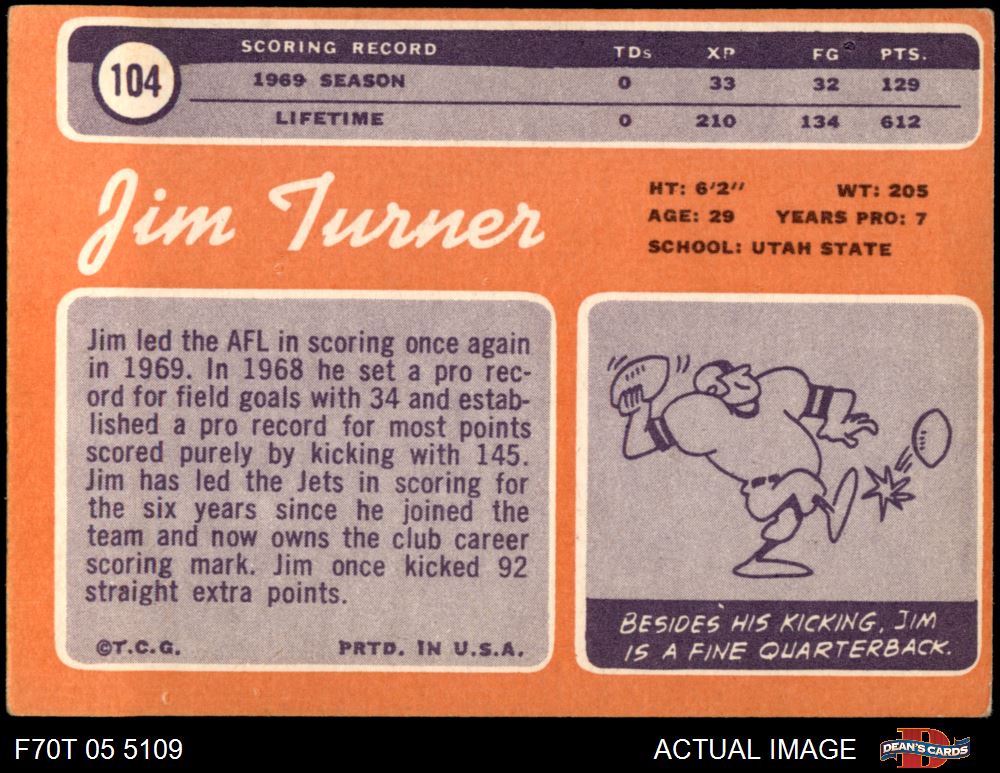 104
SCORING RECORD TDs XP FG PTS.
1969 SEASON 0 33 32 129
LIFETIME 0 210 134 612
Jim Turner
HT: 6'2" WT: 205
AGE: 29 YEARS PRO: 7
SCHOOL: UTAH STATE
Jim led the AFL in scoring once again
in 1969. In 1968 he set a pro rec-
ord for field goals with 34 and estab-
lished a pro record for most points
scored purely by kicking with 145.
Jim has led the Jets in scoring for
the six years since he joined the
team and now owns the club career
scoring mark. Jim once kicked 92
straight extra points.
©T.C.G. PRTD. IN U.S.A.
BESIDES HIS KICKING, JIM
IS A FINE QUARTERBACK.
F70T 05 5109 ACTUAL IMAGE DEAN'S CARDS